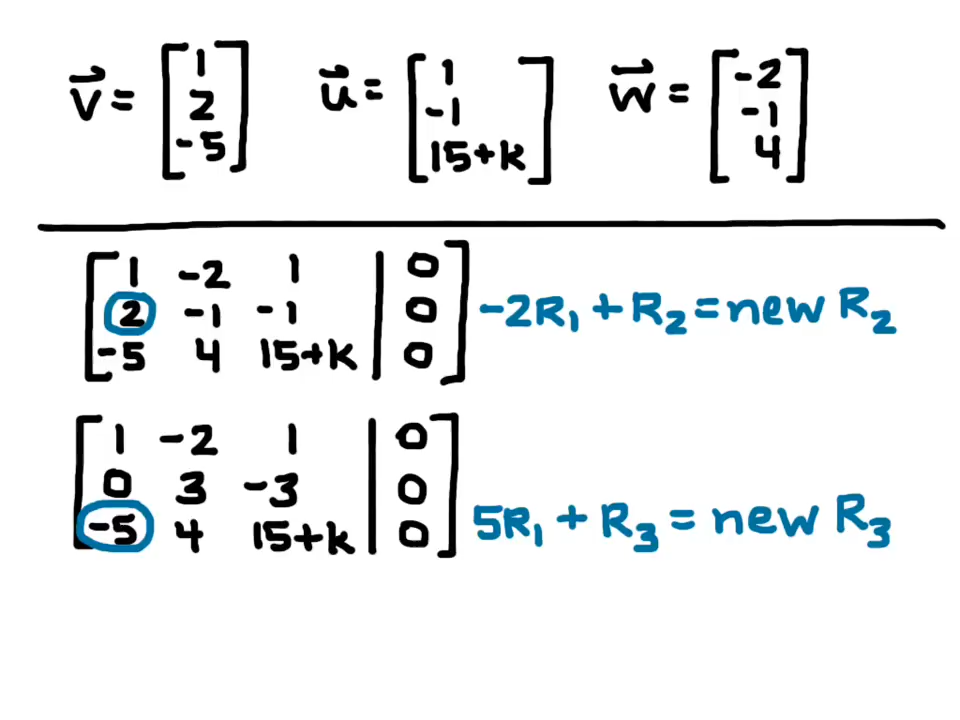 v⃗ = [1 2 -5] u⃗ = [1 -1 15+k] w⃗ = [-2 -1 4]
1 -2 1 | 0
2 -1 -1 | 0 -2R₁ + R₂ = new R₂
-5 4 15+k | 0
1 -2 1 | 0
0 3 -3 | 0
-5 4 15+k | 0 5R₁ + R₃ = new R₃